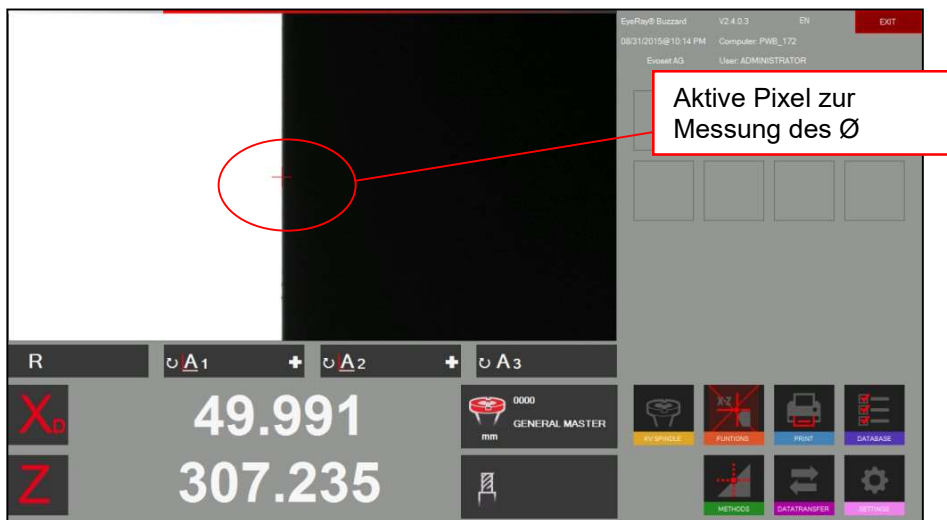 EyeRay® Buzzard V2.4.0.3 EN EXIT
08/31/2015@10:14 PM Computer: PWB_172
Evoset AG User: ADMINISTRATOR
Aktive Pixel zur
Messung des Ø
R A1 A2 A3
XD 49.991 0000
GENERAL MASTER
mm
Z 307.235
X-Z
KV SPINDLE FUNTIONS PRINT DATABASE
METHODS DATATRANSFER SETTINGS